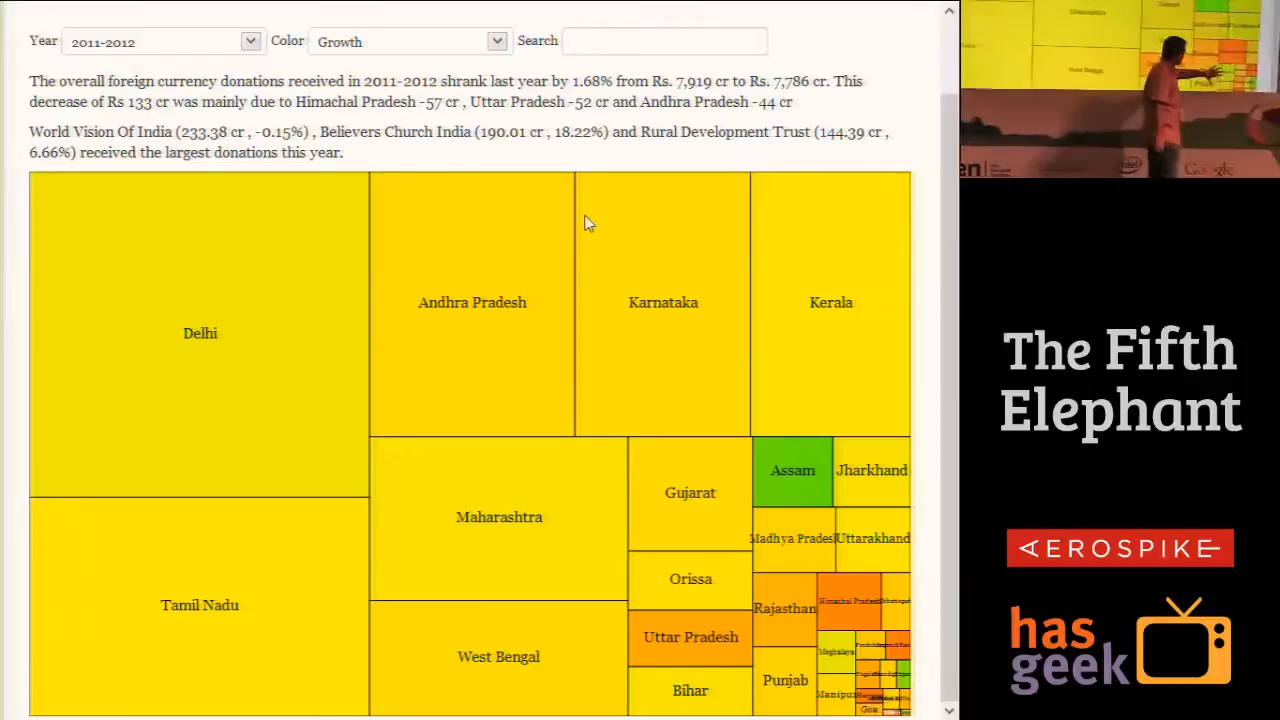 Year 2011-2012 Color Growth Search
The overall foreign currency donations received in 2011-2012 shrank last year by 1.68% from Rs. 7,919 cr to Rs. 7,786 cr. This
decrease of Rs 133 cr was mainly due to Himachal Pradesh -57 cr , Uttar Pradesh -52 cr and Andhra Pradesh -44 cr
World Vision Of India (233.38 cr , -0.15%) , Believers Church India (190.01 cr , 18.22%) and Rural Development Trust (144.39 cr ,
6.66%) received the largest donations this year.
Delhi
Andhra Pradesh
Karnataka
Kerala
Tamil Nadu
Maharashtra
West Bengal
Gujarat
Orissa
Uttar Pradesh
Bihar
Assam
Jharkhand
Madhya Pradesh
Uttarakhand
Rajasthan
Himachal Pradesh
Punjab
Meghalaya
Manipur
Goa
intel
Google
The Fifth
Elephant
AEROSPIKE
has
geek